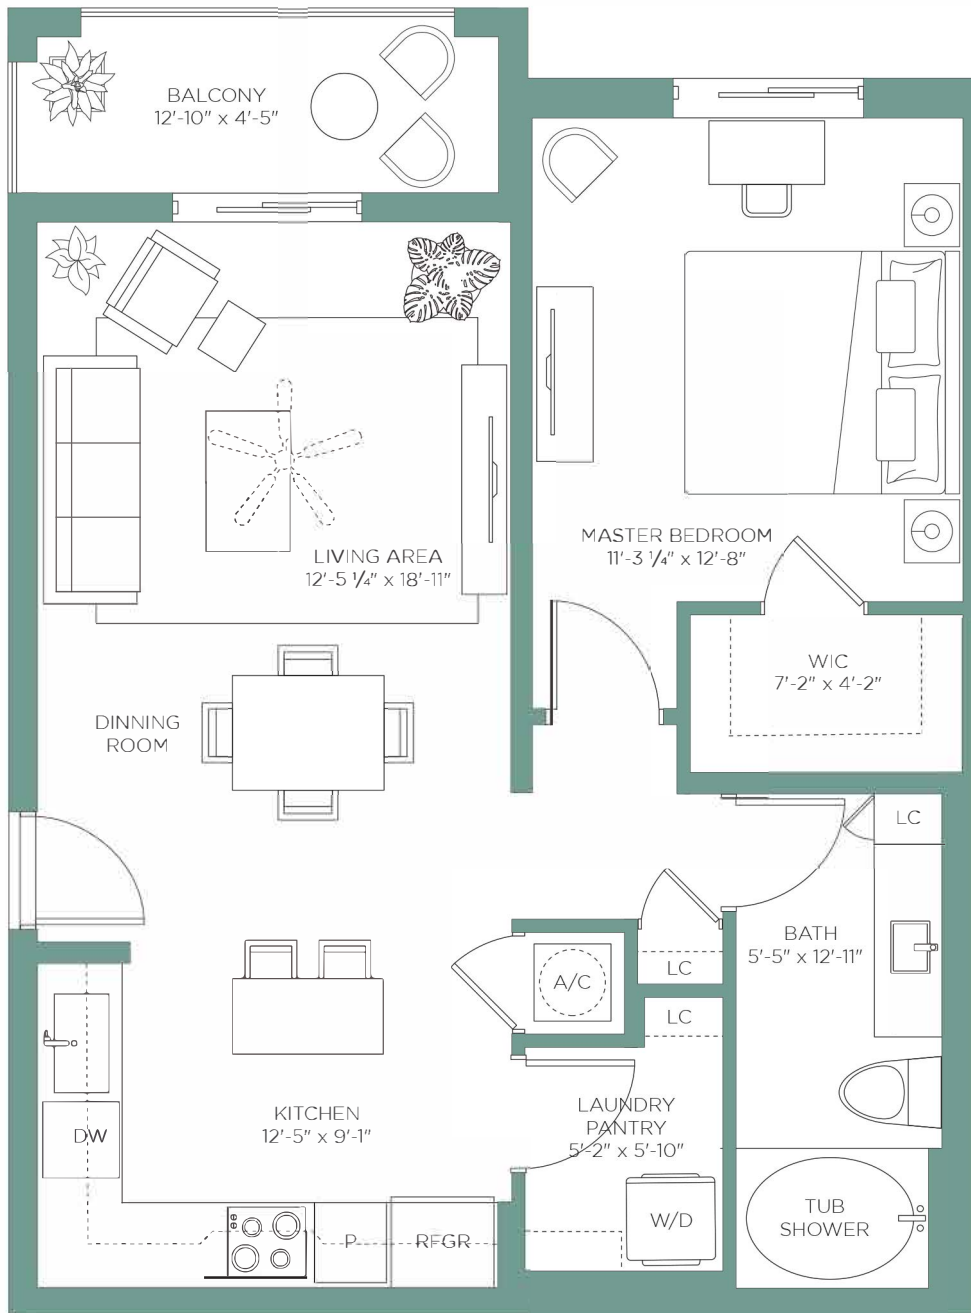 BALCONY
12'-10" x 4'-5"
LIVING AREA
12'-5 ¼" x 18'-11"
MASTER BEDROOM
11'-3 ¼" x 12'-8"
WIC
7'-2" x 4'-2"
DINNING
ROOM
LC
BATH
5'-5" x 12'-11"
LC
A/C
LC
KITCHEN
12'-5" x 9'-1"
LAUNDRY
PANTRY
5'-2" x 5'-10"
DW
P
RFGR
W/D
TUB
SHOWER